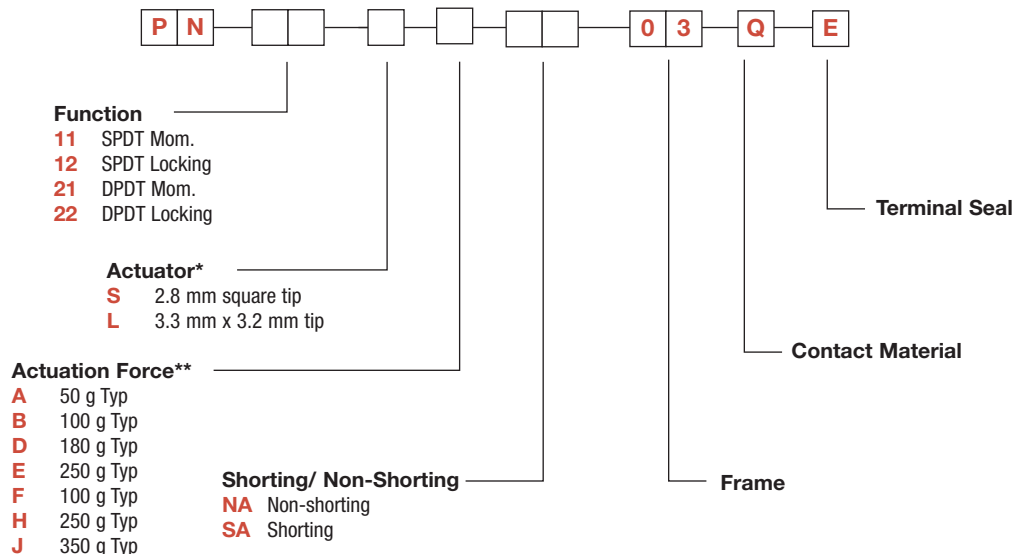 P N 0 3 Q E
Function
11 SPDT Mom.
12 SPDT Locking
21 DPDT Mom.
22 DPDT Locking
Terminal Seal
Actuator*
S 2.8 mm square tip
L 3.3 mm x 3.2 mm tip
Contact Material
Actuation Force**
A 50 g Typ
B 100 g Typ
D 180 g Typ
E 250 g Typ
F 100 g Typ
H 250 g Typ
J 350 g Typ
Shorting/ Non-Shorting
NA Non-shorting
SA Shorting
Frame